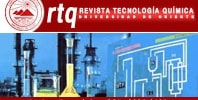 rtq REVISTA TECNOLOGÍA QUÍMICA
UNIVERSIDAD DE ORIENTE